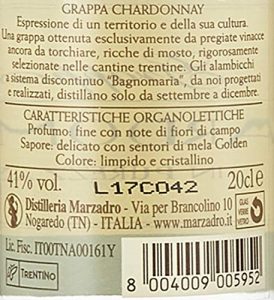 GRAPPA CHARDONNAY
Espressione di un territorio e della sua cultura.
Una grappa ottenuta esclusivamente da pregiate vinacce
ancora da torchiare, ricche di mosto, rigorosamente
selezionate nelle cantine trentine. Gli alambicchi
a sistema discontinuo "Bagnomaria", da noi progettati
e realizzati, distillano solo da settembre a dicembre.
CARATTERISTICHE ORGANOLETTICHE
Profumo: fine con note di fiori di campo
Sapore: delicato con sentori di mela Golden
Colore: limpido e cristallino
41% vol. L17C042 20cl e
Distilleria Marzadro - Via per Brancolino 10
Nogaredo (TN) - ITALIA - www.marzadro.it
GLAS
VERRE
VETRO
Lic. Fisc. IT00TNA00161Y
TRENTINO
8 004009 005952